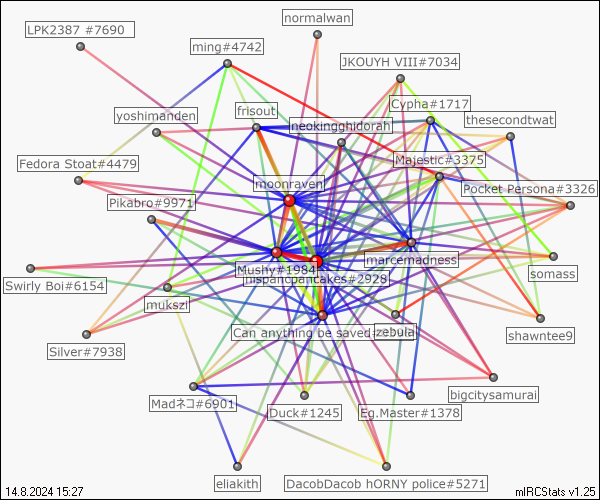 normalwan
LPK2387 #7690
ming#4742
JKOUYH VIII#7034
Cypha#1717
frisout
yoshimanden
neokingghidorah
thesecondtwat
Fedora Stoat#4479
Majestic#3375
moonraven
Pocket Persona#3326
Pikabro#9971
marcemadness
Mushy#1984
somass
Swirly Boi#6154
mukszi
Can anything be saved
zebula
shawntee9
Silver#7938
bigcitysamurai
Madネコ#6901
Duck#1245
Eg.Master#1378
eliakith
DacobDacob hORNY police#5271
14.8.2024 15:27
mIRCStats v1.25